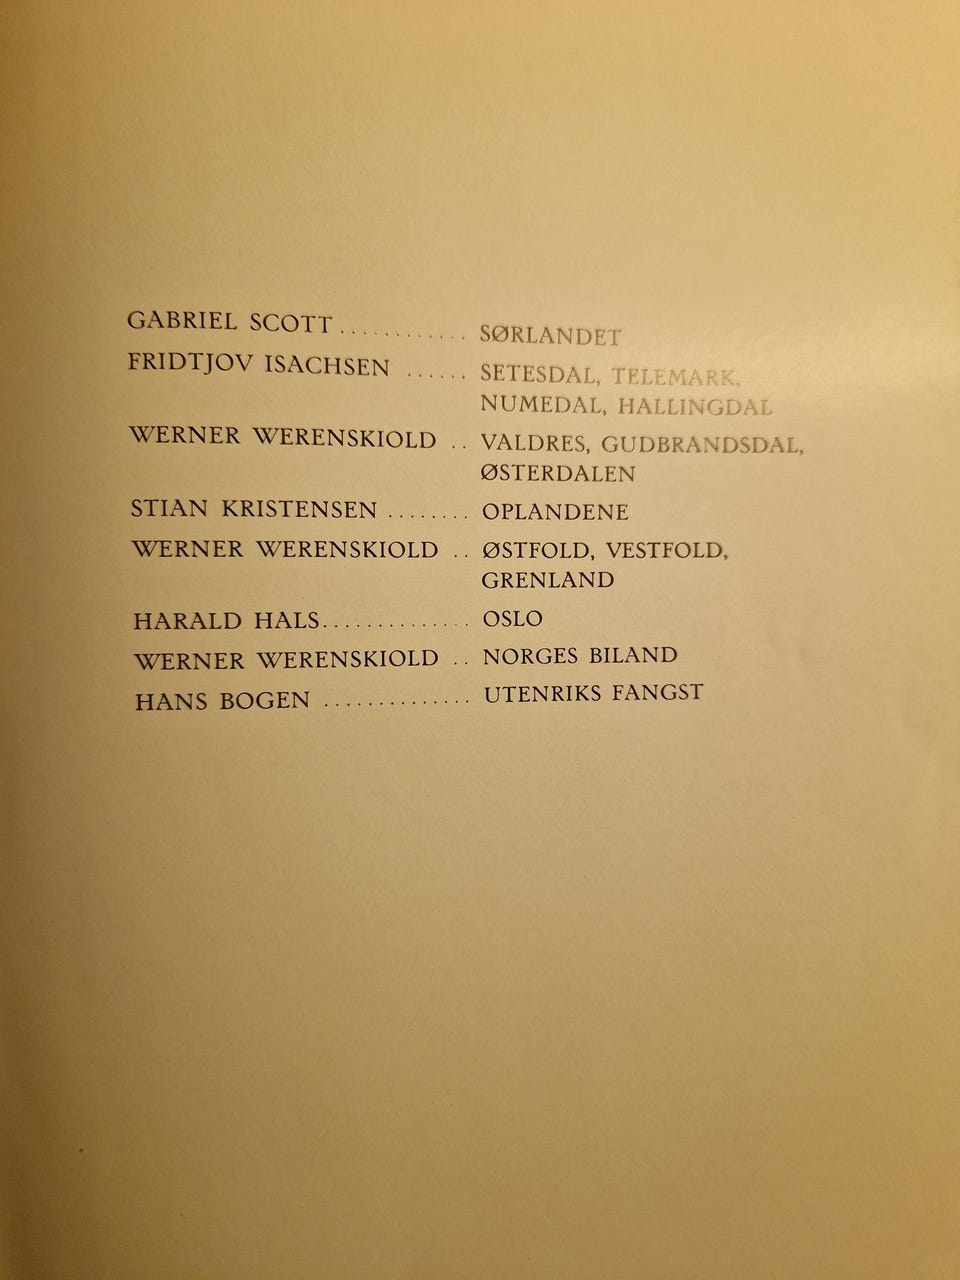 GABRIEL SCOTT ............ SØRLANDET
FRIDTJOV ISACHSEN ...... SETESDAL, TELEMARK,
NUMEDAL, HALLINGDAL
WERNER WERENSKIOLD .. VALDRES, GUDBRANDSDAL,
ØSTERDALEN
STIAN KRISTENSEN ........ OPLANDENE
WERNER WERENSKIOLD .. ØSTFOLD, VESTFOLD,
GRENLAND
HARALD HALS.............. OSLO
WERNER WERENSKIOLD .. NORGES BILAND
HANS BOGEN .............. UTENRIKS FANGST